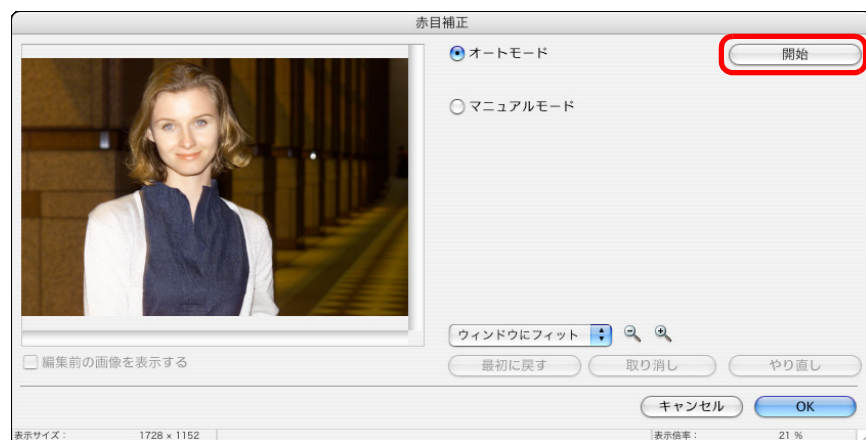 赤目補正
オートモード
開始
マニュアルモード
ウィンドウにフィット
編集前の画像を表示する
最初に戻す
取り消し
やり直し
キャンセル
OK
表示サイズ：
1728 × 1152
表示倍率：
21 %